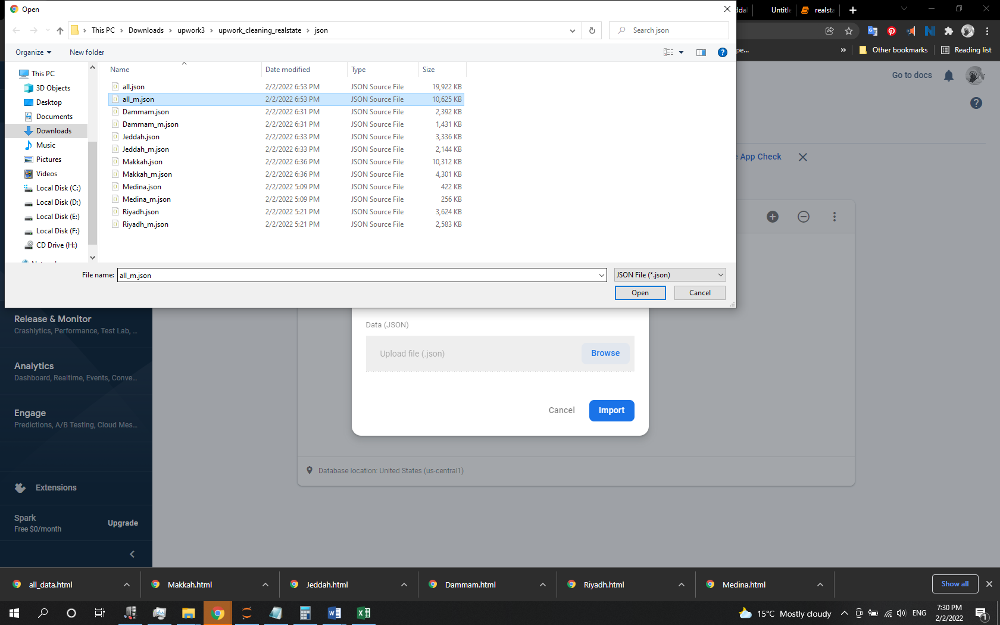 Open
ddal
Untitle
realsta
This PC
Downloads
upwork3
upwork_cleaning_realstate
json
Search json
Organize
New folder
pe...
Other bookmarks
Reading list
Name
Date modified
Type
Size
This PC
3D Objects
Desktop
Documents
Downloads
Music
Pictures
Videos
Local Disk (C:)
Local Disk (D:)
Local Disk (E:)
Local Disk (F:)
CD Drive (H:)
all.json 2/2/2022 6:53 PM JSON Source File 19,922 KB
all_m.json 2/2/2022 6:53 PM JSON Source File 10,625 KB
Dammam.json 2/2/2022 6:31 PM JSON Source File 2,392 KB
Dammam_m.json 2/2/2022 6:31 PM JSON Source File 1,431 KB
Jeddah.json 2/2/2022 6:33 PM JSON Source File 3,336 KB
Jeddah_m.json 2/2/2022 6:33 PM JSON Source File 2,144 KB
Makkah.json 2/2/2022 6:36 PM JSON Source File 10,312 KB
Makkah_m.json 2/2/2022 6:36 PM JSON Source File 4,301 KB
Medina.json 2/2/2022 5:09 PM JSON Source File 422 KB
Medina_m.json 2/2/2022 5:09 PM JSON Source File 256 KB
Riyadh.json 2/2/2022 5:21 PM JSON Source File 3,624 KB
Riyadh_m.json 2/2/2022 5:21 PM JSON Source File 2,583 KB
File name: all_m.json
JSON File (*.json)
Open
Cancel
Go to docs
App Check
Data (JSON)
Upload file (.json)
Browse
Cancel
Import
Database location: United States (us-central1)
Release & Monitor
Crashlytics, Performance, Test Lab, ...
Analytics
Dashboard, Realtime, Events, Conve...
Engage
Predictions, A/B Testing, Cloud Mes...
Extensions
Spark
Free $0/month
Upgrade
all_data.html
Makkah.html
Jeddah.html
Dammam.html
Riyadh.html
Medina.html
Show all
15°C Mostly cloudy
ENG
7:30 PM
2/2/2022
1